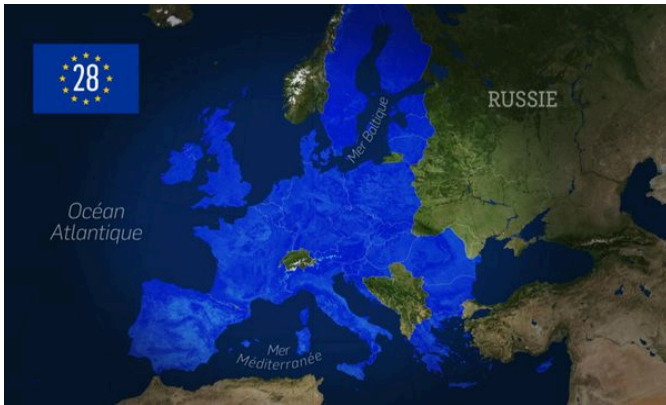 28
RUSSIE
Mer Baltique
Océan
Atlantique
Mer
Méditerranée